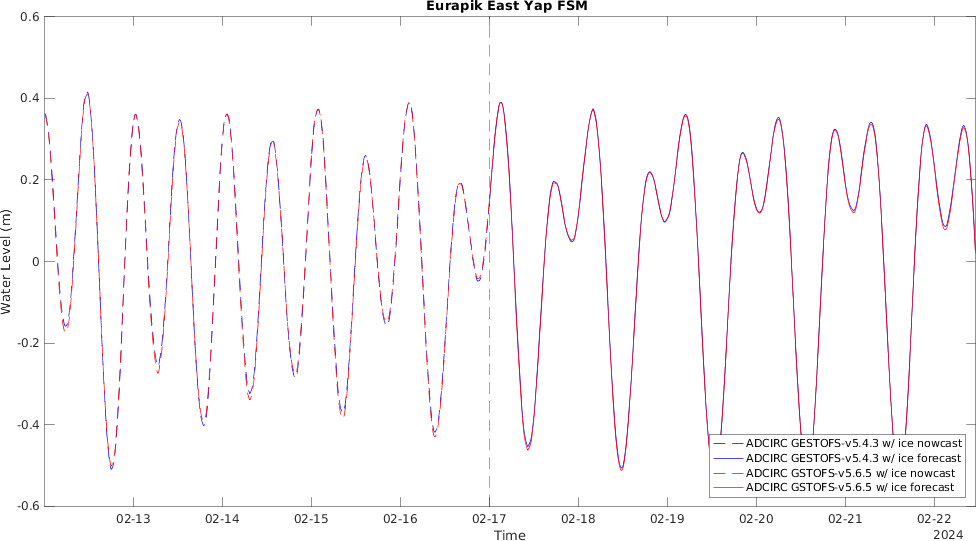 Eurapik East Yap FSM
0.6
0.4
0.2
0
-0.2
-0.4
-0.6
Water Level (m)
ADCIRC GESTOFS-v5.4.3 w/ ice nowcast
ADCIRC GESTOFS-v5.4.3 w/ ice forecast
ADCIRC GSTOFS-v5.6.5 w/ ice nowcast
ADCIRC GSTOFS-v5.6.5 w/ ice forecast
02-13 02-14 02-15 02-16 02-17 02-18 02-19 02-20 02-21 02-22
Time 2024